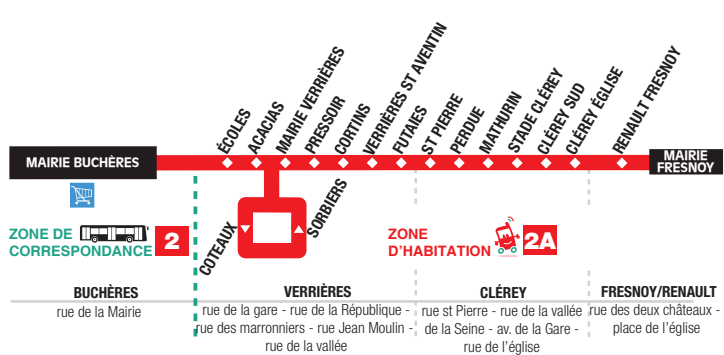 ÉCOLES
ACACIAS
MAIRIE VERRIÈRES
PRESSOIR
CORTINS
VERRIÈRES ST AVENTIN
FUTAIES
ST PIERRE
PERDUE
MATHURIN
STADE CLÉREY
CLÉREY SUD
CLÉREY ÉGLISE
RENAULT FRESNOY
MAIRIE BUCHÈRES
MAIRIE
FRESNOY
COTEAUX
SORBIERS
ZONE DE
CORRESPONDANCE
2
ZONE
D'HABITATION
2A
BUCHÈRES
rue de la Mairie
VERRIÈRES
rue de la gare - rue de la République -
rue des marronniers - rue Jean Moulin -
rue de la vallée
CLÉREY
rue st Pierre - rue de la vallée
de la Seine - av. de la Gare -
rue de l'église
FRESNOY/RENAULT
rue des deux châteaux -
place de l'église